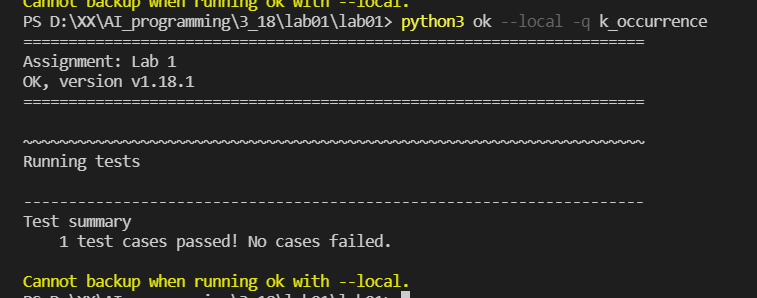 Cannot backup when running ok with --local.
PS D:\XX\AI_programming\3_18\lab01\lab01> python3 ok --local -q k_occurrence
=====================================================================
Assignment: Lab 1
OK, version v1.18.1
=====================================================================
~~~~~~~~~~~~~~~~~~~~~~~~~~~~~~~~~~~~~~~~~~~~~~~~~~~~~~~~~~~~~~~~~~~~~
Running tests
---------------------------------------------------------------------
Test summary
    1 test cases passed! No cases failed.
Cannot backup when running ok with --local.
PS D:\XX\AI_programming\3_18\lab01\lab01>